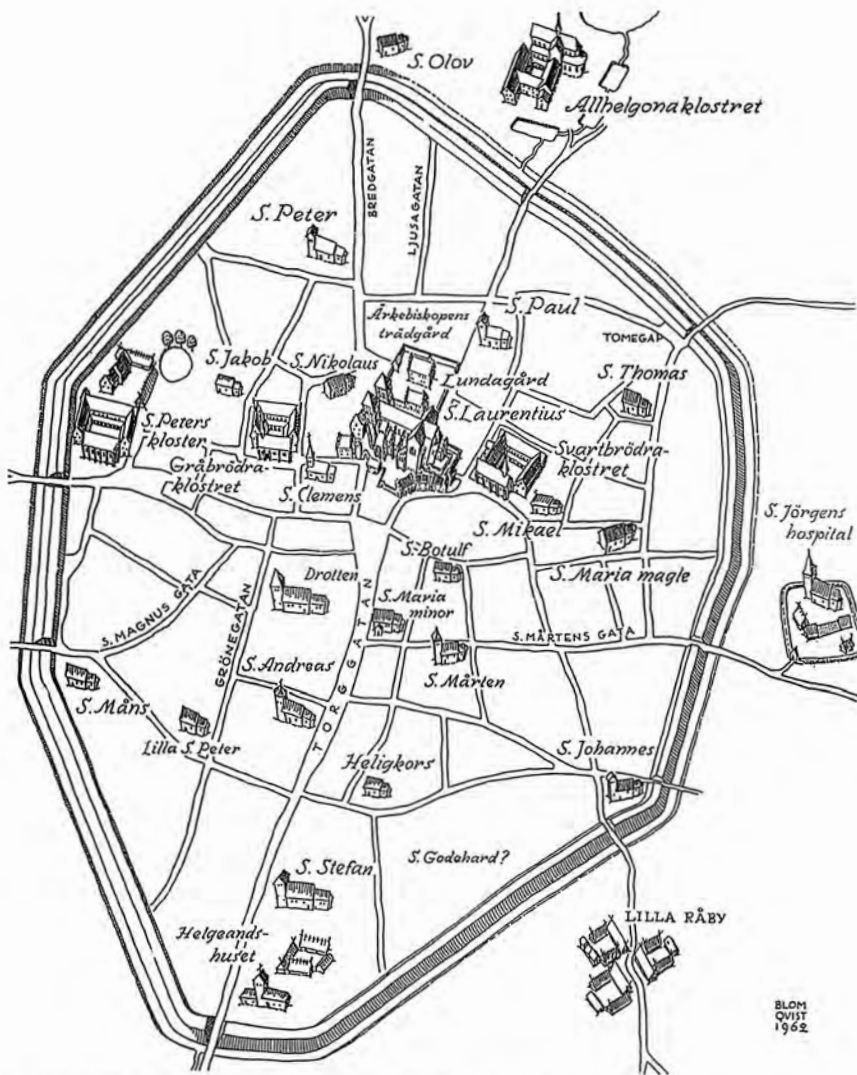 S. Olov
Allhelgonaklostret
BREDGATAN
LJUSAGATAN
S. Peter
Ärkebiskopens
trädgård
S. Paul
TOMEGAP
S. Jakob
S. Nikolaus
Lundagård
S. Thomas
S. Laurentius
S. Peters
kloster
Svartbrödra-
klostret
Gråbrödra-
klostret
S. Clemens
S. Mikael
S. Jörgens
hospital
S. Botulf
S. Maria magle
Drotten
S. Maria
minor
S. MAGNUS GATA
GRÖNEGATAN
TORGGATAN
S. MÅRTENS GATA
S. Andreas
S. Mårten
S. Måns
Lilla S. Peter
Heligkors
S. Johannes
S. Stefan
S. Godehard?
Helgeands-
huset
LILLA RÅBY
BLOM
QVIST
1962